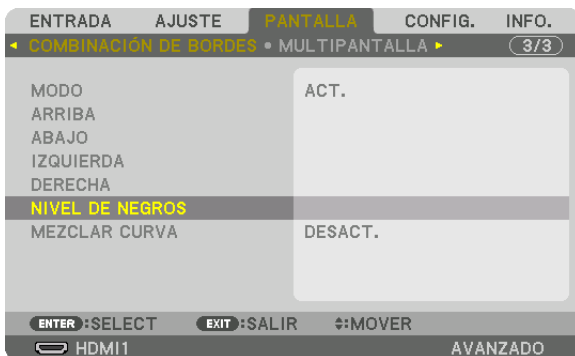 ENTRADA AJUSTE PANTALLA CONFIG. INFO.
COMBINACIÓN DE BORDES • MULTIPANTALLA 3/3
MODO ACT.
ARRIBA
ABAJO
IZQUIERDA
DERECHA
NIVEL DE NEGROS
MEZCLAR CURVA DESACT.
ENTER :SELECT EXIT :SALIR :MOVER
HDMI1 AVANZADO